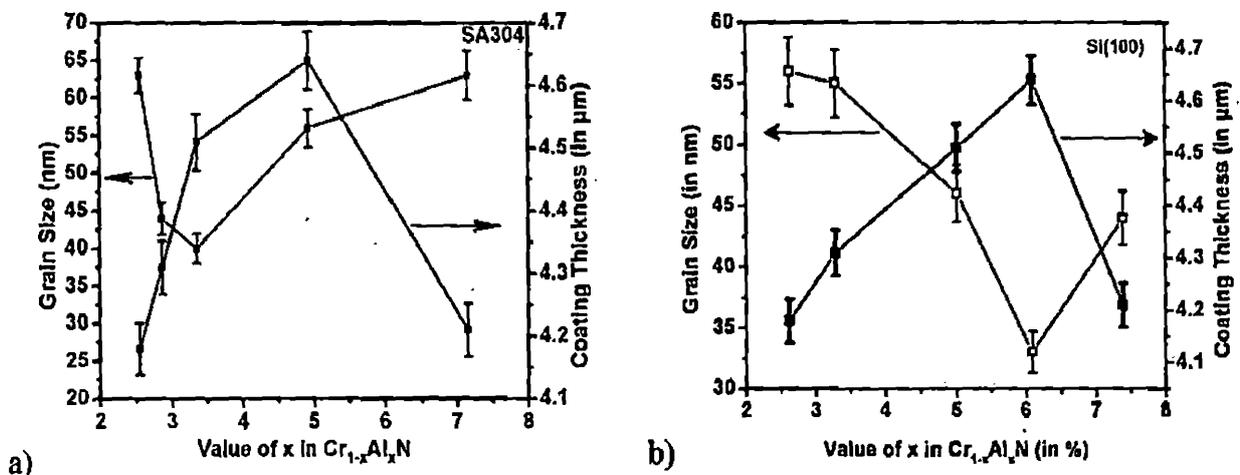 70
65
60
55
50
45
40
35
30
25
20
Grain Size (nm)
SA304
4.7
4.6
4.5
4.4
4.3
4.2
4.1
Coating Thickness (in µm)
2 3 4 5 6 7 8
Value of x in Cr1-xAlxN
a)
60
55
50
45
40
35
30
Grain Size (in nm)
Si(100)
4.7
4.6
4.5
4.4
4.3
4.2
4.1
Coating Thickness (in µm)
2 3 4 5 6 7 8
Value of x in Cr1-xAlxN (in %)
b)